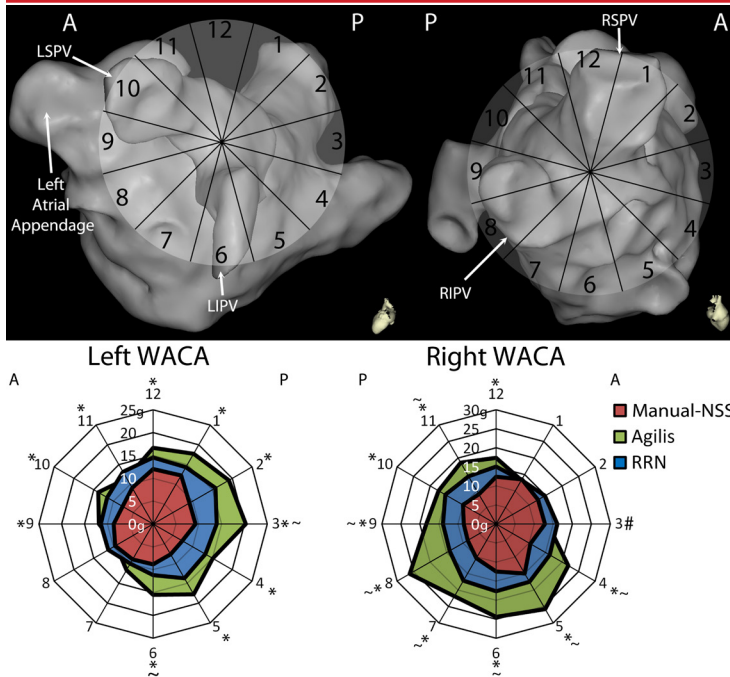 A P P RSPV A
LSPV 11 12 1 12 1
10 2 11 2
9 3 10 3
Left
Atrial
Appendage
8 4 9 4
7 6 5 8 7 6 5
LIPV RIPV
Left WACA Right WACA
A P P A
*
12
25g
20
15
10
5
0g
1*
2*
3*~
4
*
5
*
6
*
~
7
8
*9
*
10
*
11
*
12
30g
25
20
15
10
5
0g
1
2
3#
4
*~
5
*~
6
*
~
7
~*
8
~*
~*9
*
10
~*
11
Manual-NSS
Agilis
RRN